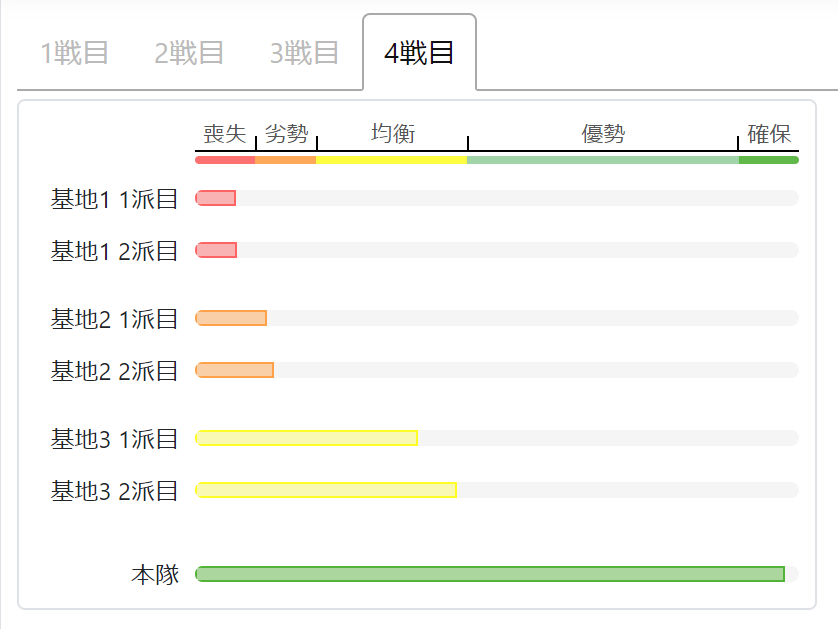 1戦目 2戦目 3戦目 4戦目
喪失 劣勢 均衡 優勢 確保
基地1 1派目
基地1 2派目
基地2 1派目
基地2 2派目
基地3 1派目
基地3 2派目
本隊